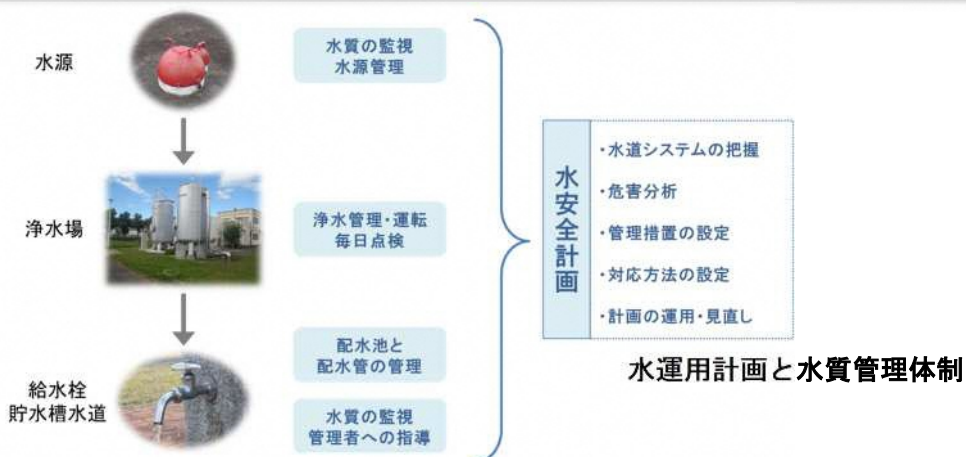 水源
水質の監視
水源管理
浄水場
浄水管理・運転
毎日点検
配水池と
配水管の管理
給水栓
貯水槽水道
水質の監視
管理者への指導
水安全計画
・水道システムの把握
・危害分析
・管理措置の設定
・対応方法の設定
・計画の運用・見直し
水運用計画と水質管理体制